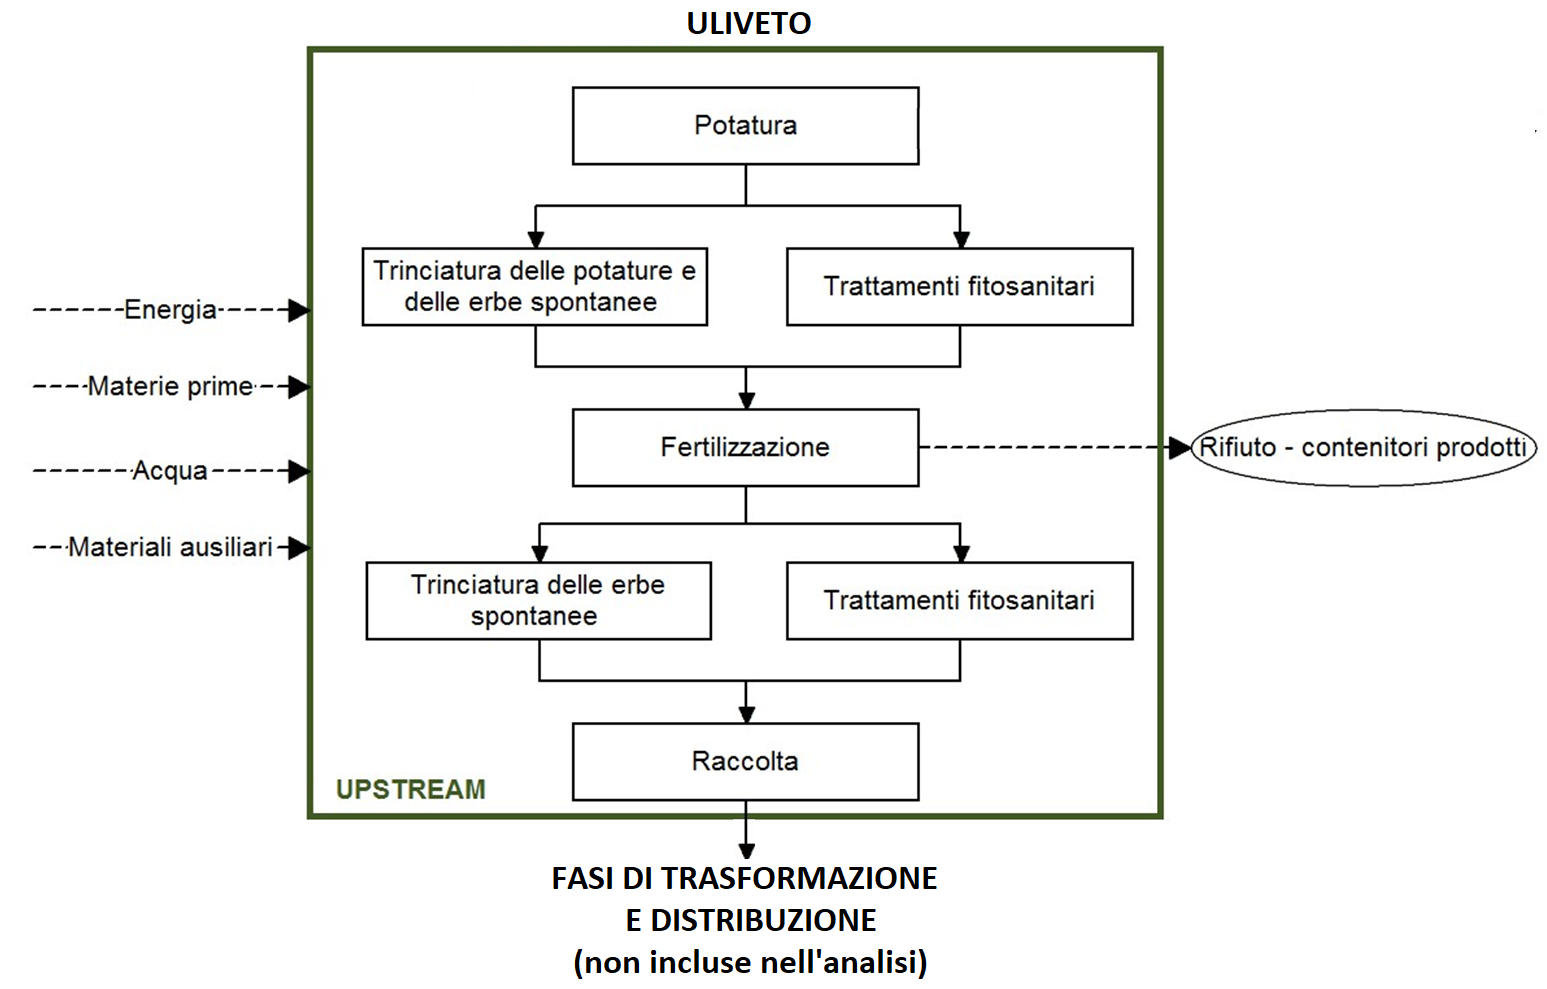 ULIVETO
Potatura
Trinciatura delle potature e
delle erbe spontanee
Trattamenti fitosanitari
Energia
Materie prime
Acqua
Materiali ausiliari
Fertilizzazione
Rifiuto - contenitori prodotti
Trinciatura delle erbe
spontanee
Trattamenti fitosanitari
Raccolta
UPSTREAM
FASI DI TRASFORMAZIONE
E DISTRIBUZIONE
(non incluse nell'analisi)